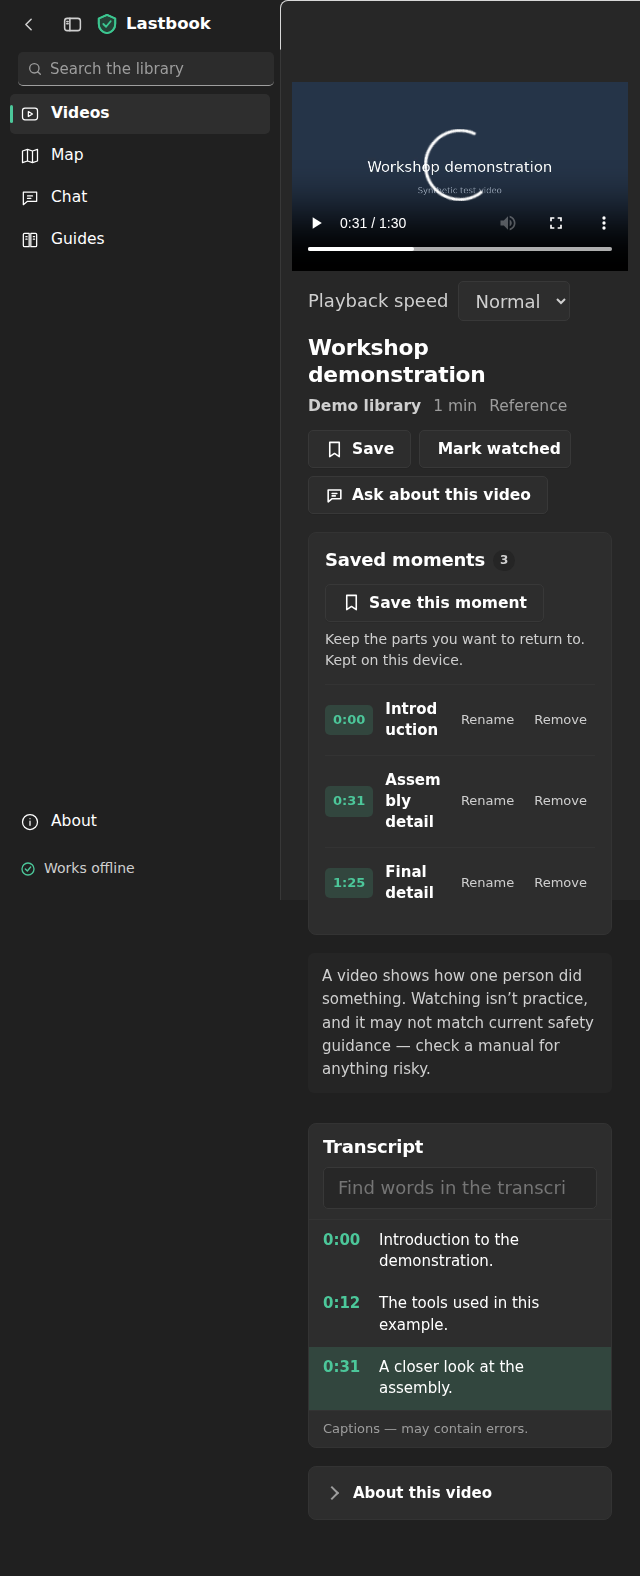 Lastbook
Search the library
Videos
Map
Chat
Guides
About
Works offline
Workshop demonstration
Synthetic test video
0:31 / 1:30
Playback speed Normal
Workshop
demonstration
Demo library 1 min Reference
Save Mark watched
Ask about this video
Saved moments 3
Save this moment
Keep the parts you want to return to.
Kept on this device.
0:00 Introd
uction Rename Remove
0:31 Assem
bly
detail Rename Remove
1:25 Final
detail Rename Remove
A video shows how one person did
something. Watching isn’t practice,
and it may not match current safety
guidance — check a manual for
anything risky.
Transcript
Find words in the transcri
0:00 Introduction to the
demonstration.
0:12 The tools used in this
example.
0:31 A closer look at the
assembly.
Captions — may contain errors.
About this video